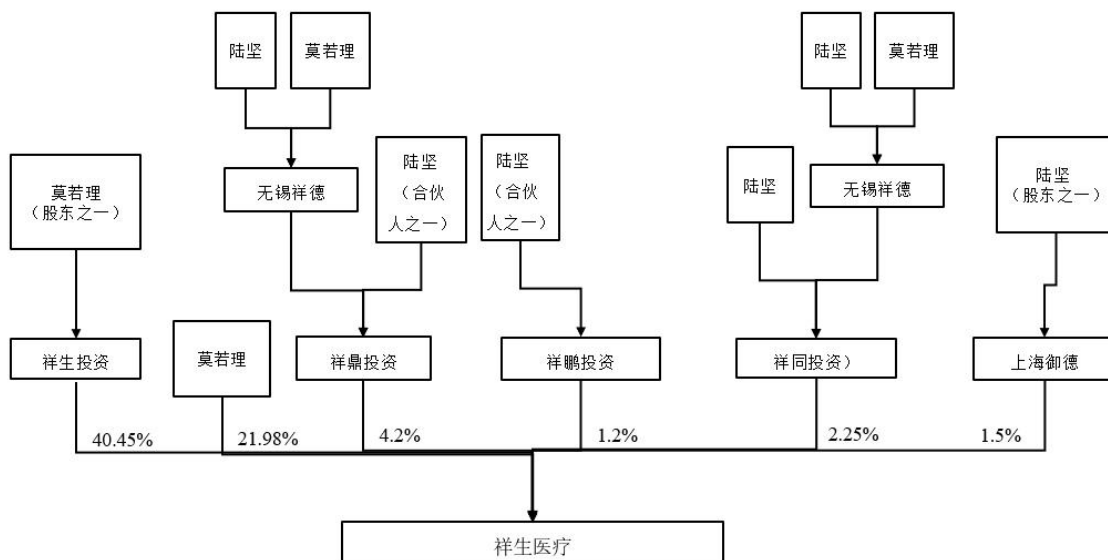 陆坚
莫若理
陆坚
莫若理
莫若理
（股东之一）
无锡祥德
陆坚
（合伙
人之一）
陆坚
（合伙
人之一）
陆坚
无锡祥德
陆坚
（股东之一）
祥生投资
莫若理
祥鼎投资
祥鹏投资
祥同投资）
上海御德
40.45%
21.98%
4.2%
1.2%
2.25%
1.5%
祥生医疗